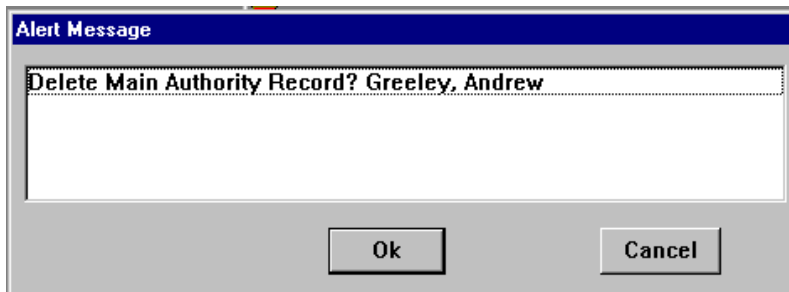 Alert Message
Delete Main Authority Record? Greeley, Andrew
Ok
Cancel